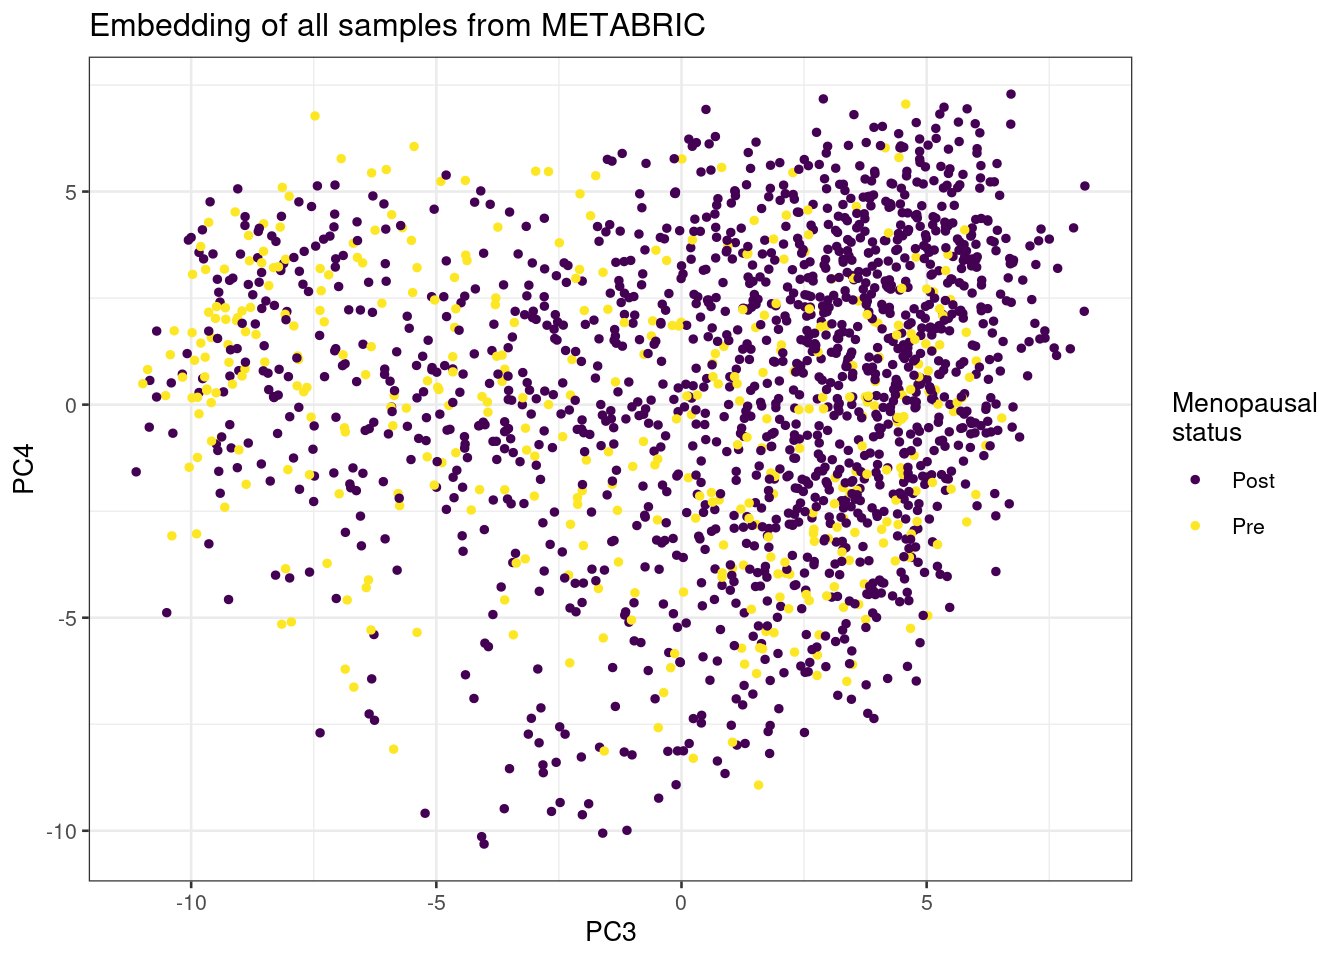 Embedding of all samples from METABRIC
5
0
-5
-10
PC4
-10
-5
0
5
PC3
Menopausal
status
Post
Pre